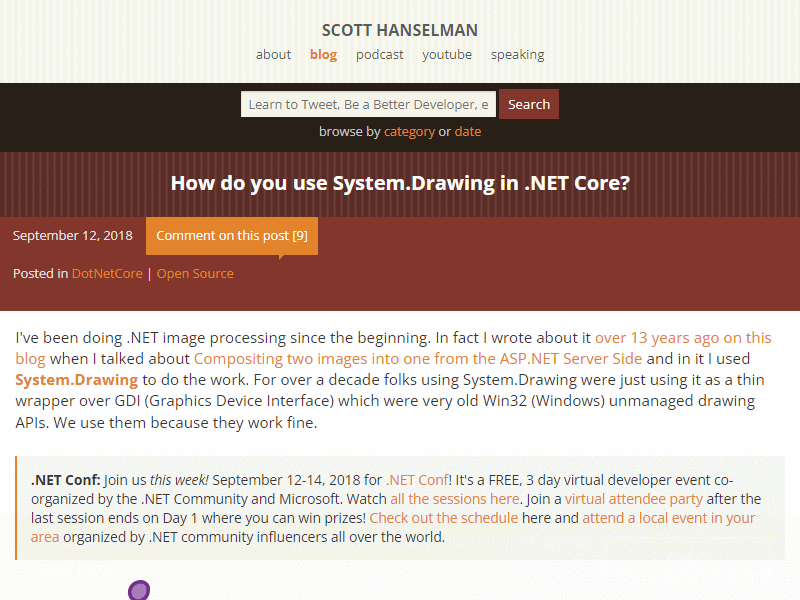 SCOTT HANSELMAN
about blog podcast youtube speaking
Learn to Tweet, Be a Better Developer, e Search
browse by category or date
How do you use System.Drawing in .NET Core?
September 12, 2018 Comment on this post [9]
Posted in DotNetCore | Open Source
I've been doing .NET image processing since the beginning. In fact I wrote about it over 13 years ago on this
blog when I talked about Compositing two images into one from the ASP.NET Server Side and in it I used
System.Drawing to do the work. For over a decade folks using System.Drawing were just using it as a thin
wrapper over GDI (Graphics Device Interface) which were very old Win32 (Windows) unmanaged drawing
APIs. We use them because they work fine.
.NET Conf: Join us this week! September 12-14, 2018 for .NET Conf! It's a FREE, 3 day virtual developer event co-
organized by the .NET Community and Microsoft. Watch all the sessions here. Join a virtual attendee party after the
last session ends on Day 1 where you can win prizes! Check out the schedule here and attend a local event in your
area organized by .NET community influencers all over the world.